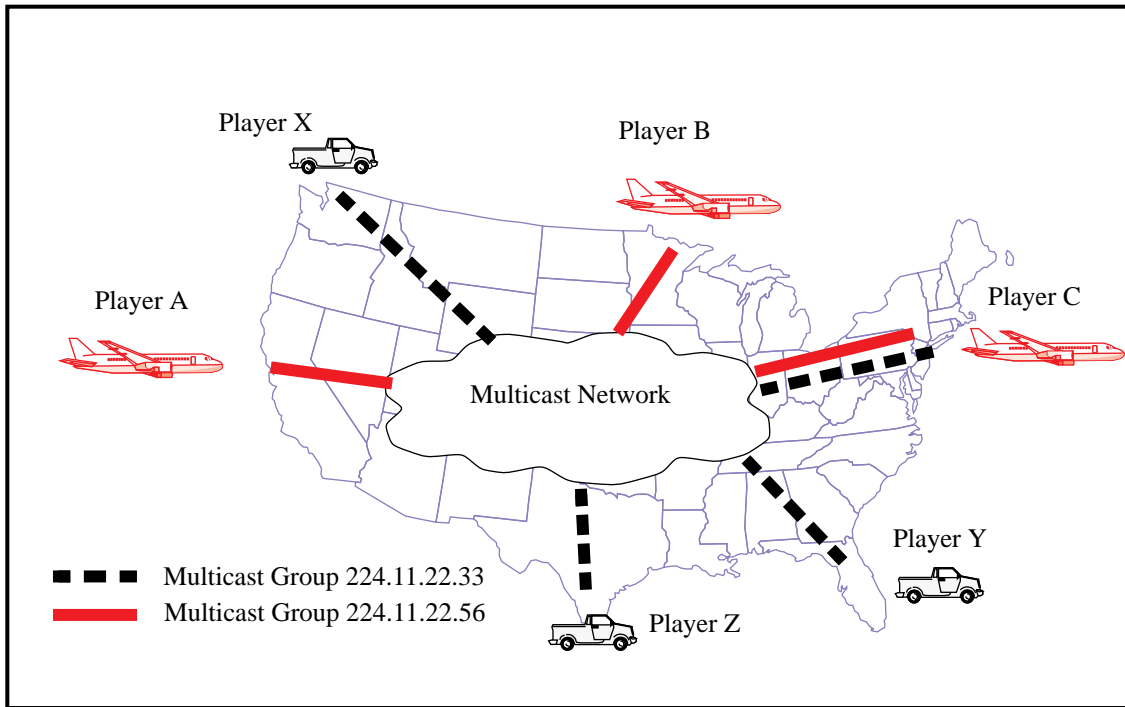 Player X
Player B
Player A
Player C
Multicast Network
Player Y
Multicast Group 224.11.22.33
Multicast Group 224.11.22.56
Player Z